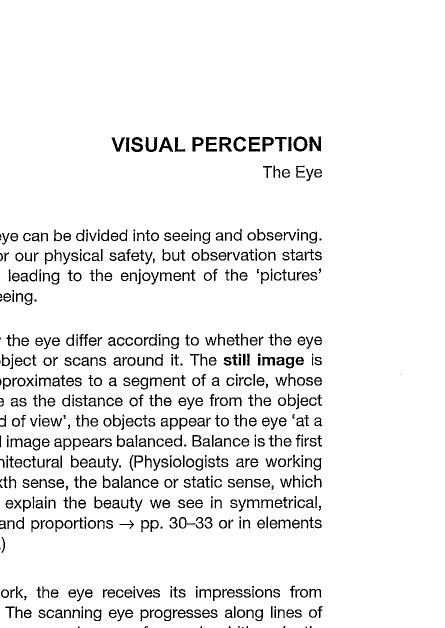 VISUAL PERCEPTION
The Eye
eye can be divided into seeing and observing.
or our physical safety, but observation starts
leading to the enjoyment of the ‘pictures’
eeing.
the eye differ according to whether the eye
bject or scans around it. The still image is
pproximates to a segment of a circle, whose
e as the distance of the eye from the object
d of view’, the objects appear to the eye ‘at a
l image appears balanced. Balance is the first
hitectural beauty. (Physiologists are working
xth sense, the balance or static sense, which
explain the beauty we see in symmetrical,
and proportions → pp. 30–33 or in elements
.)
ork, the eye receives its impressions from
The scanning eye progresses along lines of